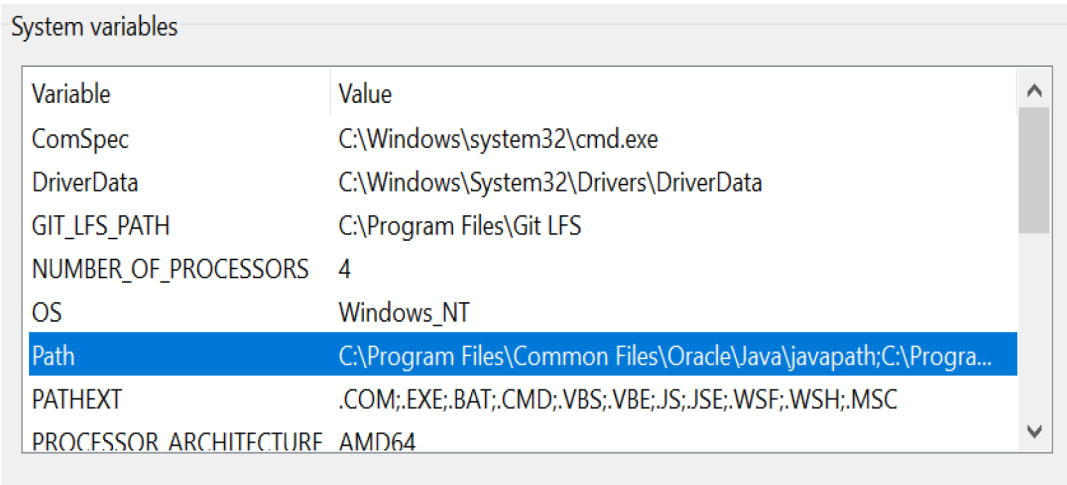 System variables
Variable Value
ComSpec C:\Windows\system32\cmd.exe
DriverData C:\Windows\System32\Drivers\DriverData
GIT_LFS_PATH C:\Program Files\Git LFS
NUMBER_OF_PROCESSORS 4
OS Windows_NT
Path C:\Program Files\Common Files\Oracle\Java\javapath;C:\Progra...
PATHEXT .COM;.EXE;.BAT;.CMD;.VBS;.VBE;.JS;.JSE;.WSF;.WSH;.MSC
PROCESSOR_ARCHITECTURE AMD64